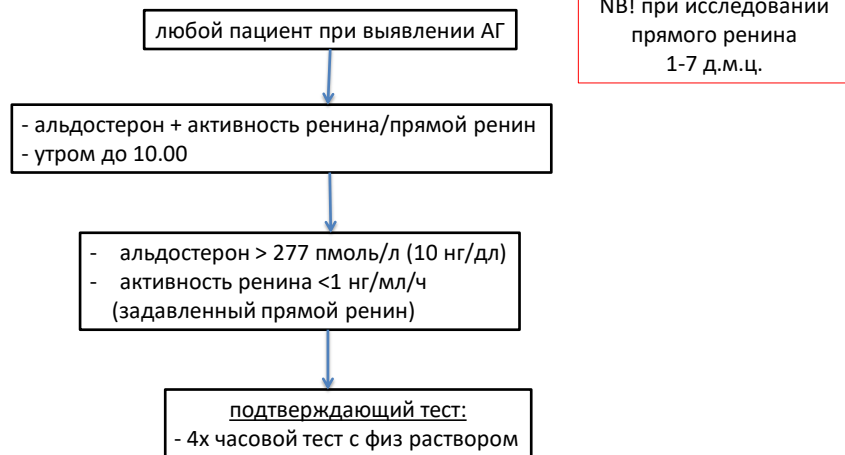 NB! при исследовании
прямого ренина
1-7 д.м.ц.
любой пациент при выявлении АГ
- альдостерон + активность ренина/прямой ренин
- утром до 10.00
- альдостерон > 277 пмоль/л (10 нг/дл)
- активность ренина <1 нг/мл/ч
(задавленный прямой ренин)
подтверждающий тест:
- 4х часовой тест с физ раствором